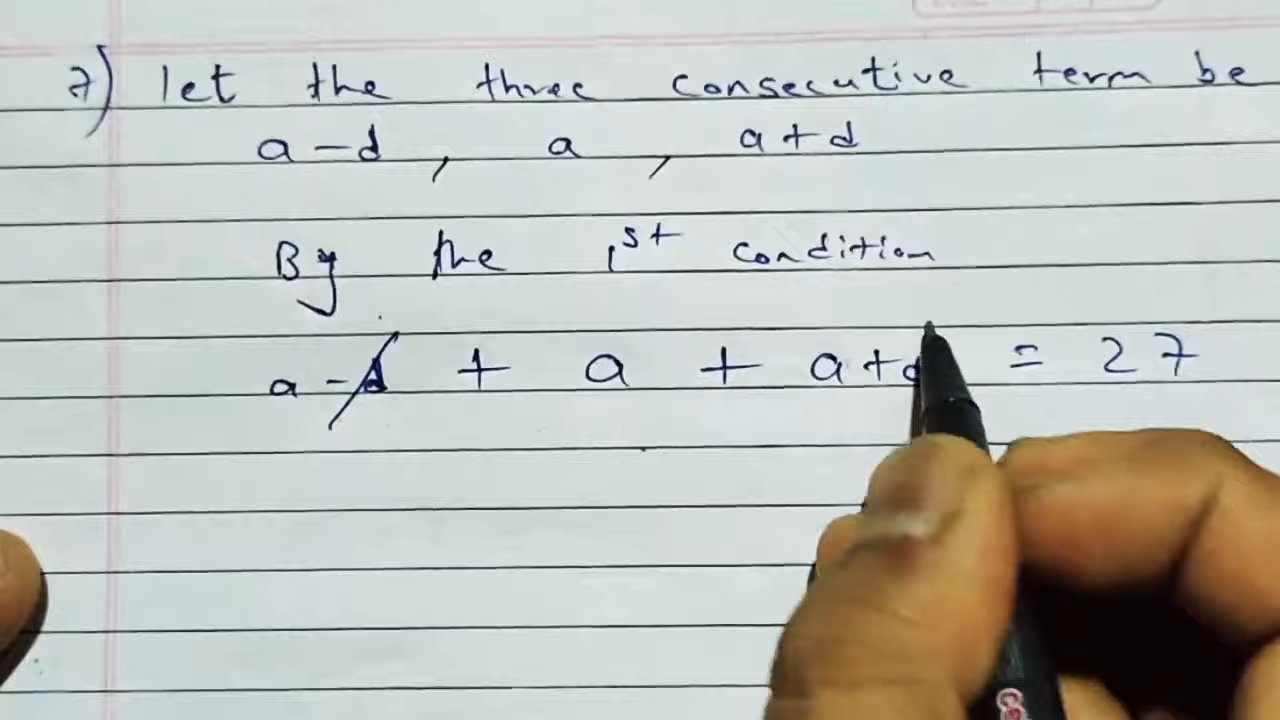 7) let the three consecutive term be
a - d , a , a + d
By the 1st condition
a - d + a + a + d = 27